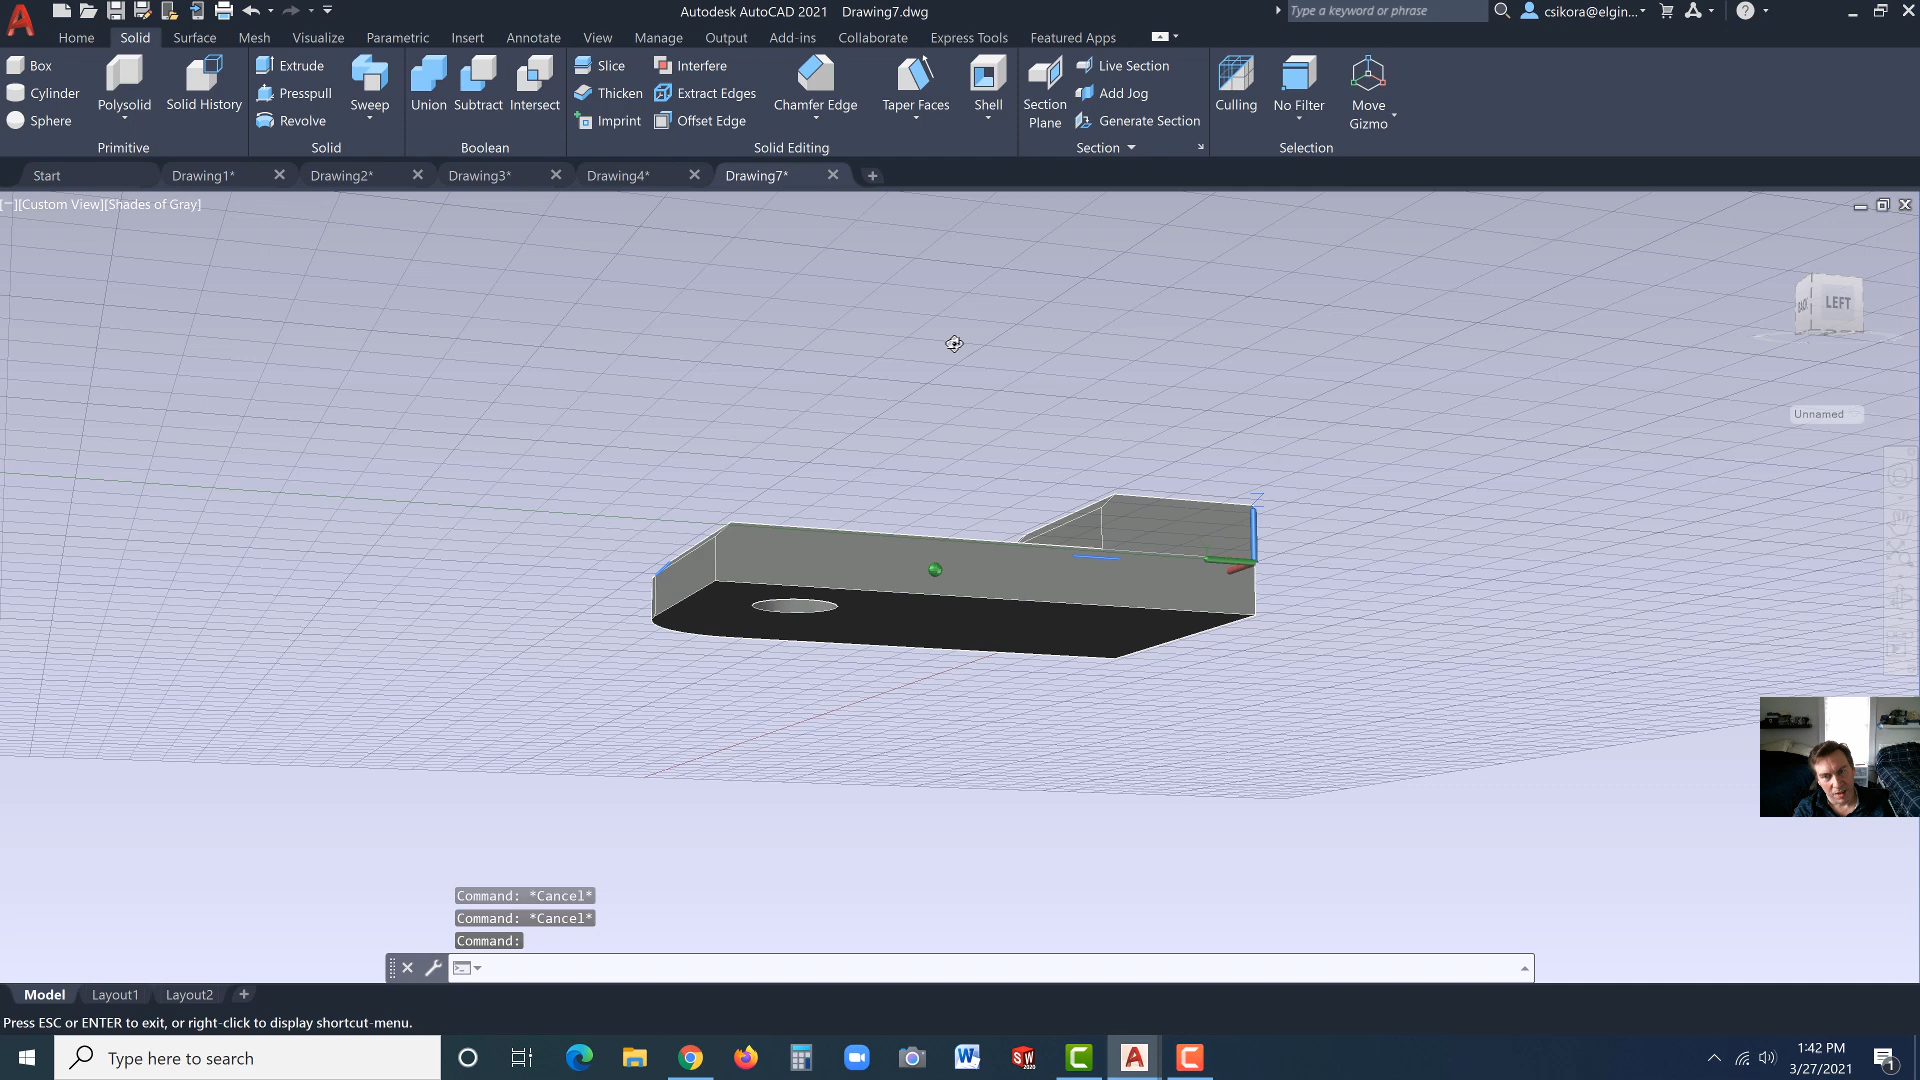 Autodesk AutoCAD 2021 Drawing7.dwg
Type a keyword or phrase
csikora@elgin...
Home Solid Surface Mesh Visualize Parametric Insert Annotate View Manage Output Add-ins Collaborate Express Tools Featured Apps
Box
Cylinder
Sphere
Polysolid
Solid History
Primitive
Extrude
Presspull
Revolve
Sweep
Solid
Union
Subtract
Intersect
Boolean
Slice
Thicken
Imprint
Interfere
Extract Edges
Offset Edge
Chamfer Edge
Taper Faces
Shell
Solid Editing
Section
Plane
Live Section
Add Jog
Generate Section
Section
Culling
No Filter
Move
Gizmo
Selection
Start Drawing1* Drawing2* Drawing3* Drawing4* Drawing7*
[−][Custom View][Shades of Gray]
BACK
LEFT
Unnamed
Z
Command: *Cancel*
Command: *Cancel*
Command:
Model Layout1 Layout2
Press ESC or ENTER to exit, or right-click to display shortcut-menu.
Type here to search
SW
2020
1:42 PM
3/27/2021
1